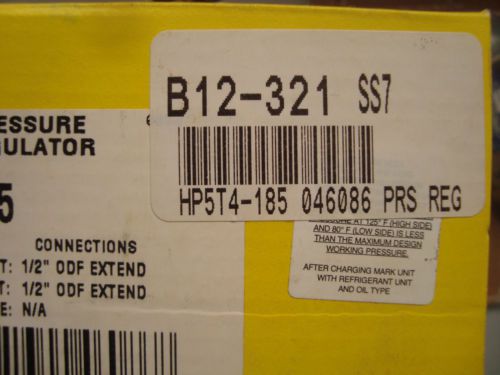 B12-321 SS7
HP5T4-185 046086 PRS REG
ESSURE
ULATOR
5
CONNECTIONS
T: 1/2" ODF EXTEND
T: 1/2" ODF EXTEND
E: N/A
PRESSURE AT 125° F (HIGH SIDE)
AND 80° F (LOW SIDE) IS LESS
THAN THE MAXIMUM DESIGN
WORKING PRESSURE.
AFTER CHARGING MARK UNIT
WITH REFRIGERANT UNIT
AND OIL TYPE